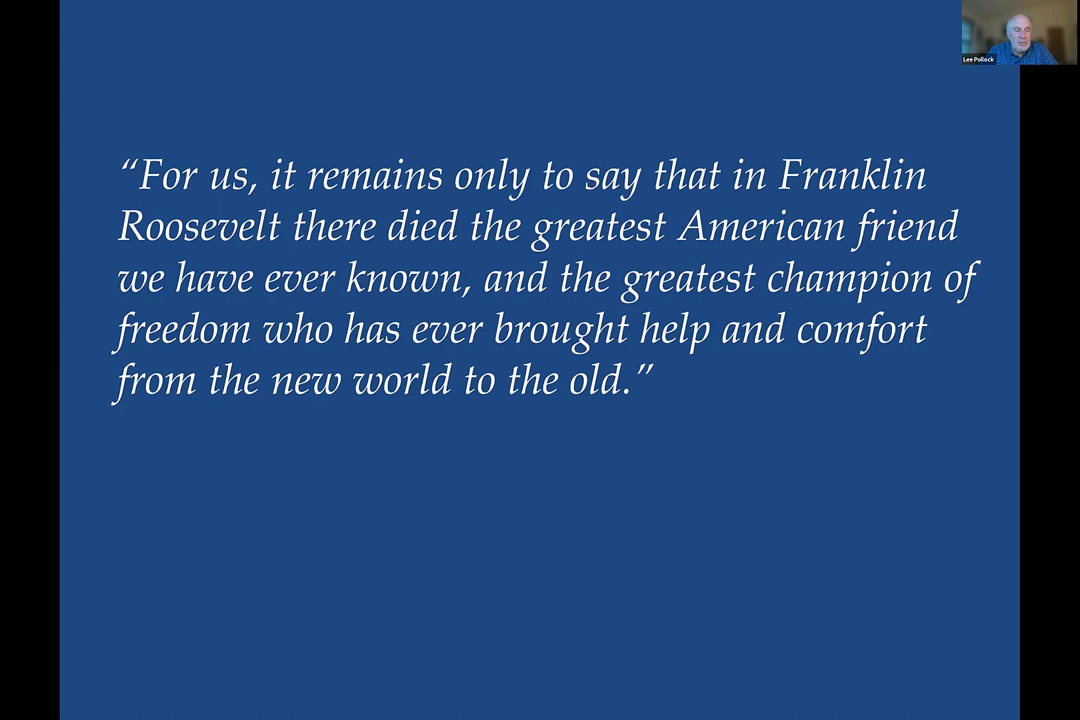 Lee Pollock
“For us, it remains only to say that in Franklin
Roosevelt there died the greatest American friend
we have ever known, and the greatest champion of
freedom who has ever brought help and comfort
from the new world to the old.”